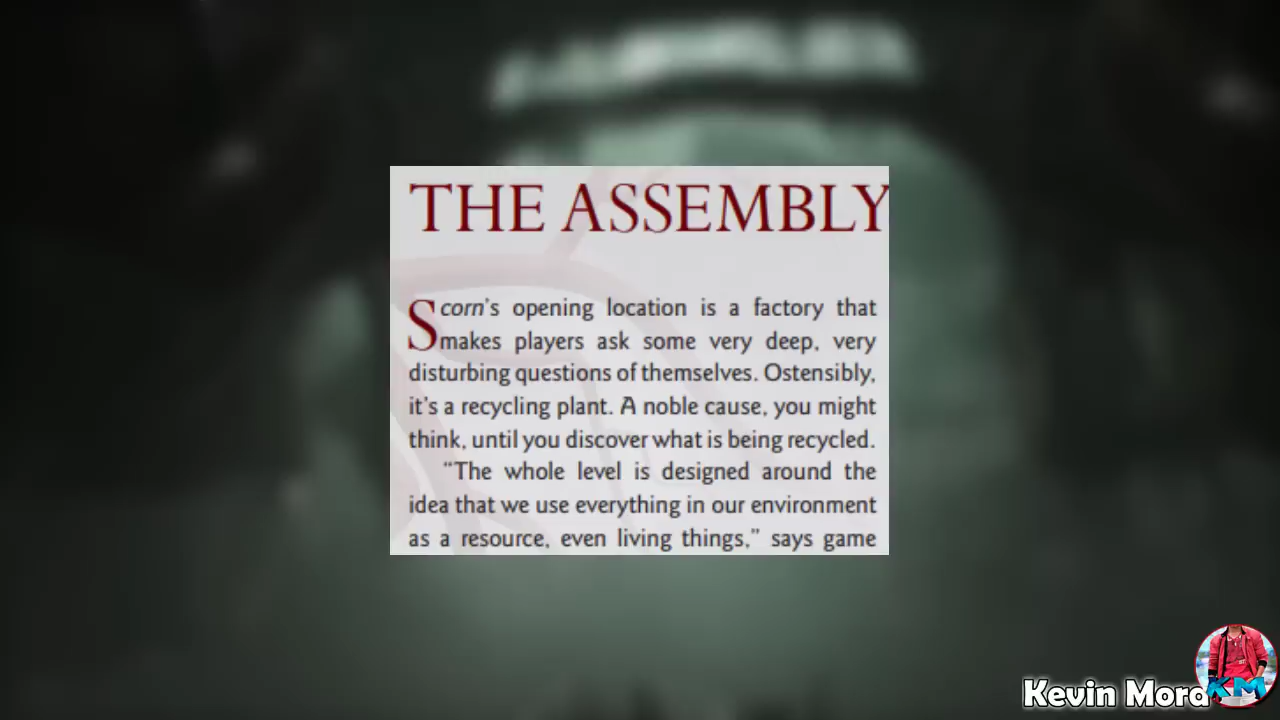 THE ASSEMBLY
Scorn's opening location is a factory that
makes players ask some very deep, very
disturbing questions of themselves. Ostensibly,
it's a recycling plant. A noble cause, you might
think, until you discover what is being recycled.
"The whole level is designed around the
idea that we use everything in our environment
as a resource, even living things," says game
Kevin Mora
KM